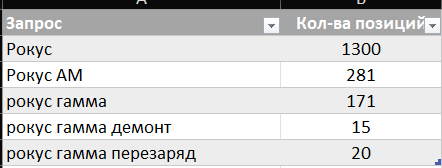 Запрос Кол-ва позиций
Рокус 1300
Рокус АМ 281
рокус гамма 171
рокус гамма демонт 15
рокус гамма перезаряд 20